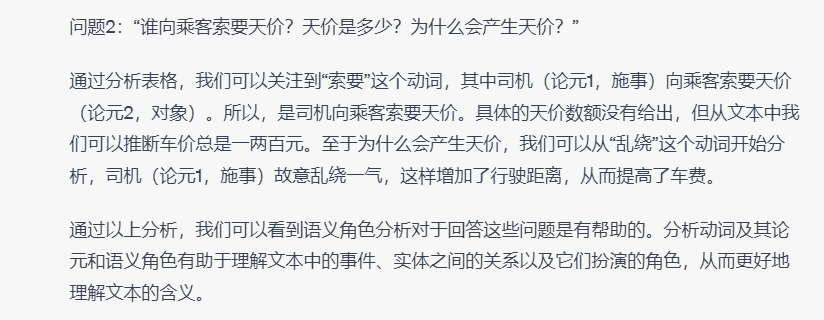 问题2：“谁向乘客索要天价？天价是多少？为什么会产生天价？”
通过分析表格，我们可以关注到“索要”这个动词，其中司机（论元1，施事）向乘客索要天价
（论元2，对象）。所以，是司机向乘客索要天价。具体的天价数额没有给出，但从文本中我
们可以推断车价总是一两百元。至于为什么会产生天价，我们可以从“乱绕”这个动词开始分
析，司机（论元1，施事）故意乱绕一气，这样增加了行驶距离，从而提高了车费。
通过以上分析，我们可以看到语义角色分析对于回答这些问题是有帮助的。分析动词及其论
元和语义角色有助于理解文本中的事件、实体之间的关系以及它们扮演的角色，从而更好地
理解文本的含义。